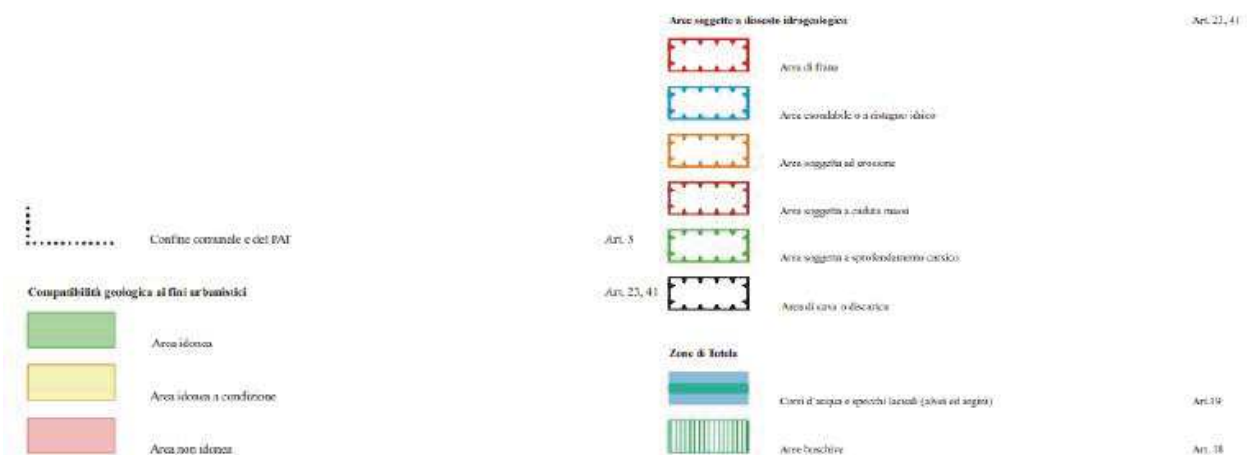 Confine comunale e del PAT Art. 3
Compatibilità geologica ai fini urbanistici Art. 23, 41
Area idonea
Area idonea a condizione
Area non idonea
Aree soggette a dissesto idrogeologico Art. 23, 41
Area di frana
Area esondabile o a ristagno idrico
Area soggetta ad erosione
Area soggetta a caduta massi
Area soggetta a sprofondamento carsico
Area di cava o discarica
Zone di Tutela
Corsi d'acqua e specchi lacuali (alvei ed argini) Art.19
Aree boschive Art. 18